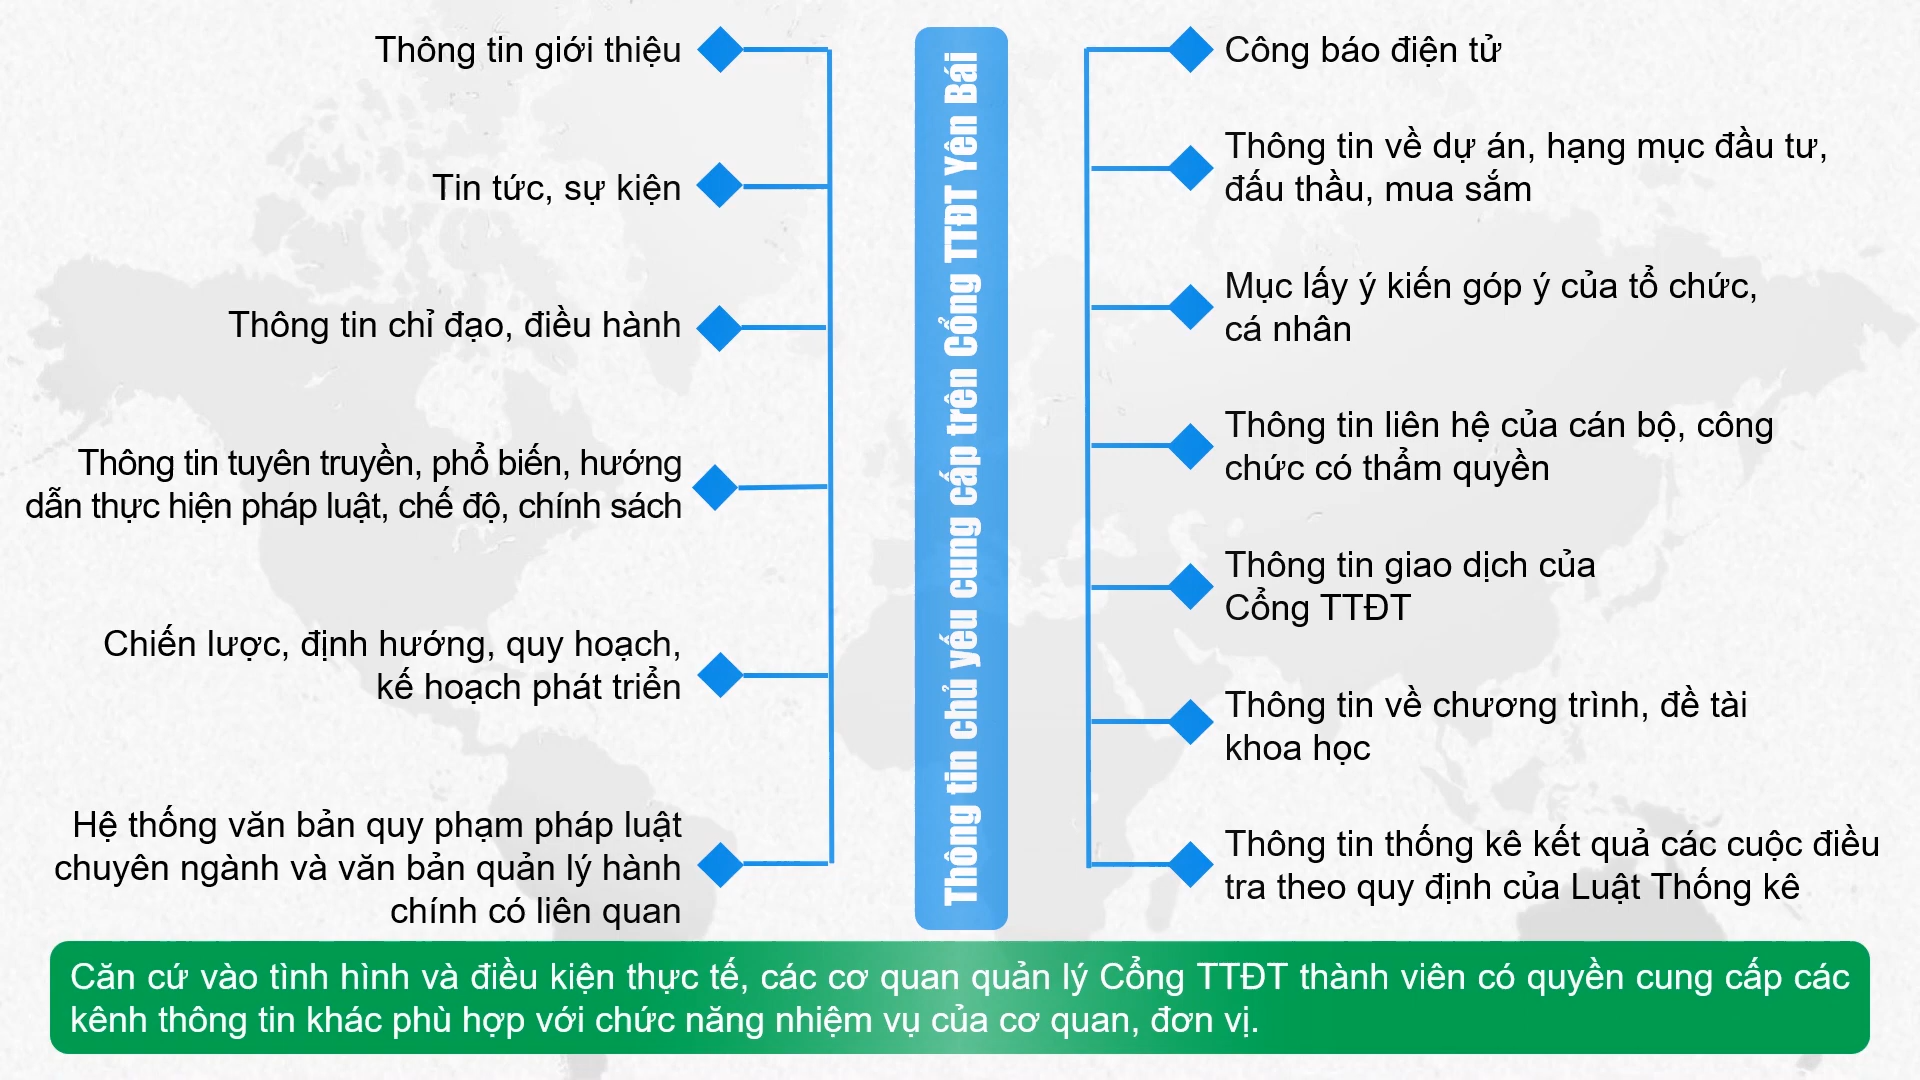 Thông tin giới thiệu
Tin tức, sự kiện
Thông tin chỉ đạo, điều hành
Thông tin tuyên truyền, phổ biến, hướng
dẫn thực hiện pháp luật, chế độ, chính sách
Chiến lược, định hướng, quy hoạch,
kế hoạch phát triển
Hệ thống văn bản quy phạm pháp luật
chuyên ngành và văn bản quản lý hành
chính có liên quan
Thông tin chủ yếu cung cấp trên Cổng TTĐT Yên Bái
Công báo điện tử
Thông tin về dự án, hạng mục đầu tư,
đấu thầu, mua sắm
Mục lấy ý kiến góp ý của tổ chức,
cá nhân
Thông tin liên hệ của cán bộ, công
chức có thẩm quyền
Thông tin giao dịch của
Cổng TTĐT
Thông tin về chương trình, đề tài
khoa học
Thông tin thống kê kết quả các cuộc điều
tra theo quy định của Luật Thống kê
Căn cứ vào tình hình và điều kiện thực tế, các cơ quan quản lý Cổng TTĐT thành viên có quyền cung cấp các
kênh thông tin khác phù hợp với chức năng nhiệm vụ của cơ quan, đơn vị.